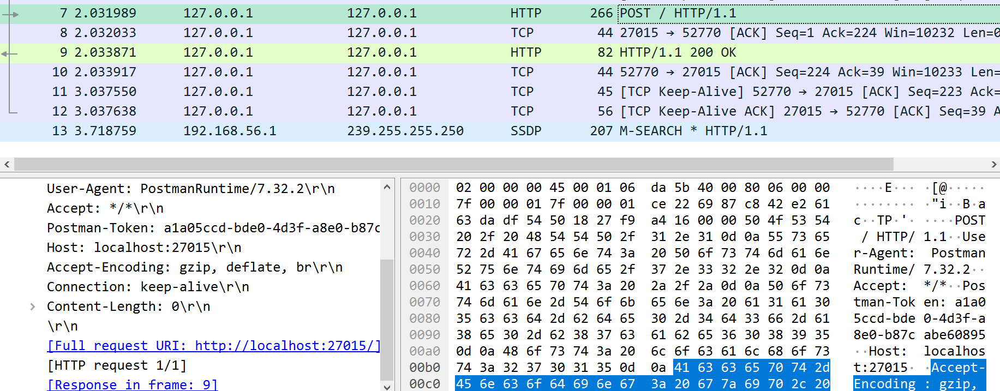 7 2.031989 127.0.0.1 127.0.0.1 HTTP 266 POST / HTTP/1.1
8 2.032033 127.0.0.1 127.0.0.1 TCP 44 27015 → 52770 [ACK] Seq=1 Ack=224 Win=10232 Len=0
9 2.033871 127.0.0.1 127.0.0.1 HTTP 82 HTTP/1.1 200 OK
10 2.033917 127.0.0.1 127.0.0.1 TCP 44 52770 → 27015 [ACK] Seq=224 Ack=39 Win=10233 Len=
11 3.037550 127.0.0.1 127.0.0.1 TCP 45 [TCP Keep-Alive] 52770 → 27015 [ACK] Seq=223 Ack=
12 3.037638 127.0.0.1 127.0.0.1 TCP 56 [TCP Keep-Alive ACK] 27015 → 52770 [ACK] Seq=39 A
13 3.718759 192.168.56.1 239.255.255.250 SSDP 207 M-SEARCH * HTTP/1.1
User-Agent: PostmanRuntime/7.32.2\r\n
Accept: */*\r\n
Postman-Token: a1a05ccd-bde0-4d3f-a8e0-b87c
Host: localhost:27015\r\n
Accept-Encoding: gzip, deflate, br\r\n
Connection: keep-alive\r\n
Content-Length: 0\r\n
\r\n
[Full request URI: http://localhost:27015/]
[HTTP request 1/1]
[Response in frame: 9]
0000 02 00 00 00 45 00 01 06 da 5b 40 00 80 06 00 00 ····E··· ·[@·····
0010 7f 00 00 01 7f 00 00 01 ce 22 69 87 c8 42 e2 61 ········ ·"i··B·a
0020 63 da df 54 50 18 27 f9 a4 16 00 00 50 4f 53 54 c··TP·'· ····POST
0030 20 2f 20 48 54 54 50 2f 31 2e 31 0d 0a 55 73 65 / HTTP/ 1.1··Use
0040 72 2d 41 67 65 6e 74 3a 20 50 6f 73 74 6d 61 6e r-Agent: Postman
0050 52 75 6e 74 69 6d 65 2f 37 2e 33 32 2e 32 0d 0a Runtime/ 7.32.2··
0060 41 63 63 65 70 74 3a 20 2a 2f 2a 0d 0a 50 6f 73 Accept: */*··Pos
0070 74 6d 61 6e 2d 54 6f 6b 65 6e 3a 20 61 31 61 30 tman-Tok en: a1a0
0080 35 63 63 64 2d 62 64 65 30 2d 34 64 33 66 2d 61 5ccd-bde 0-4d3f-a
0090 38 65 30 2d 62 38 37 63 61 62 65 36 30 38 39 35 8e0-b87c abe60895
00a0 0d 0a 48 6f 73 74 3a 20 6c 6f 63 61 6c 68 6f 73 ··Host: localhos
00b0 74 3a 32 37 30 31 35 0d 0a 41 63 63 65 70 74 2d t:27015· ·Accept-
00c0 45 6e 63 6f 64 69 6e 67 3a 20 67 7a 69 70 2c 20 Encoding : gzip,